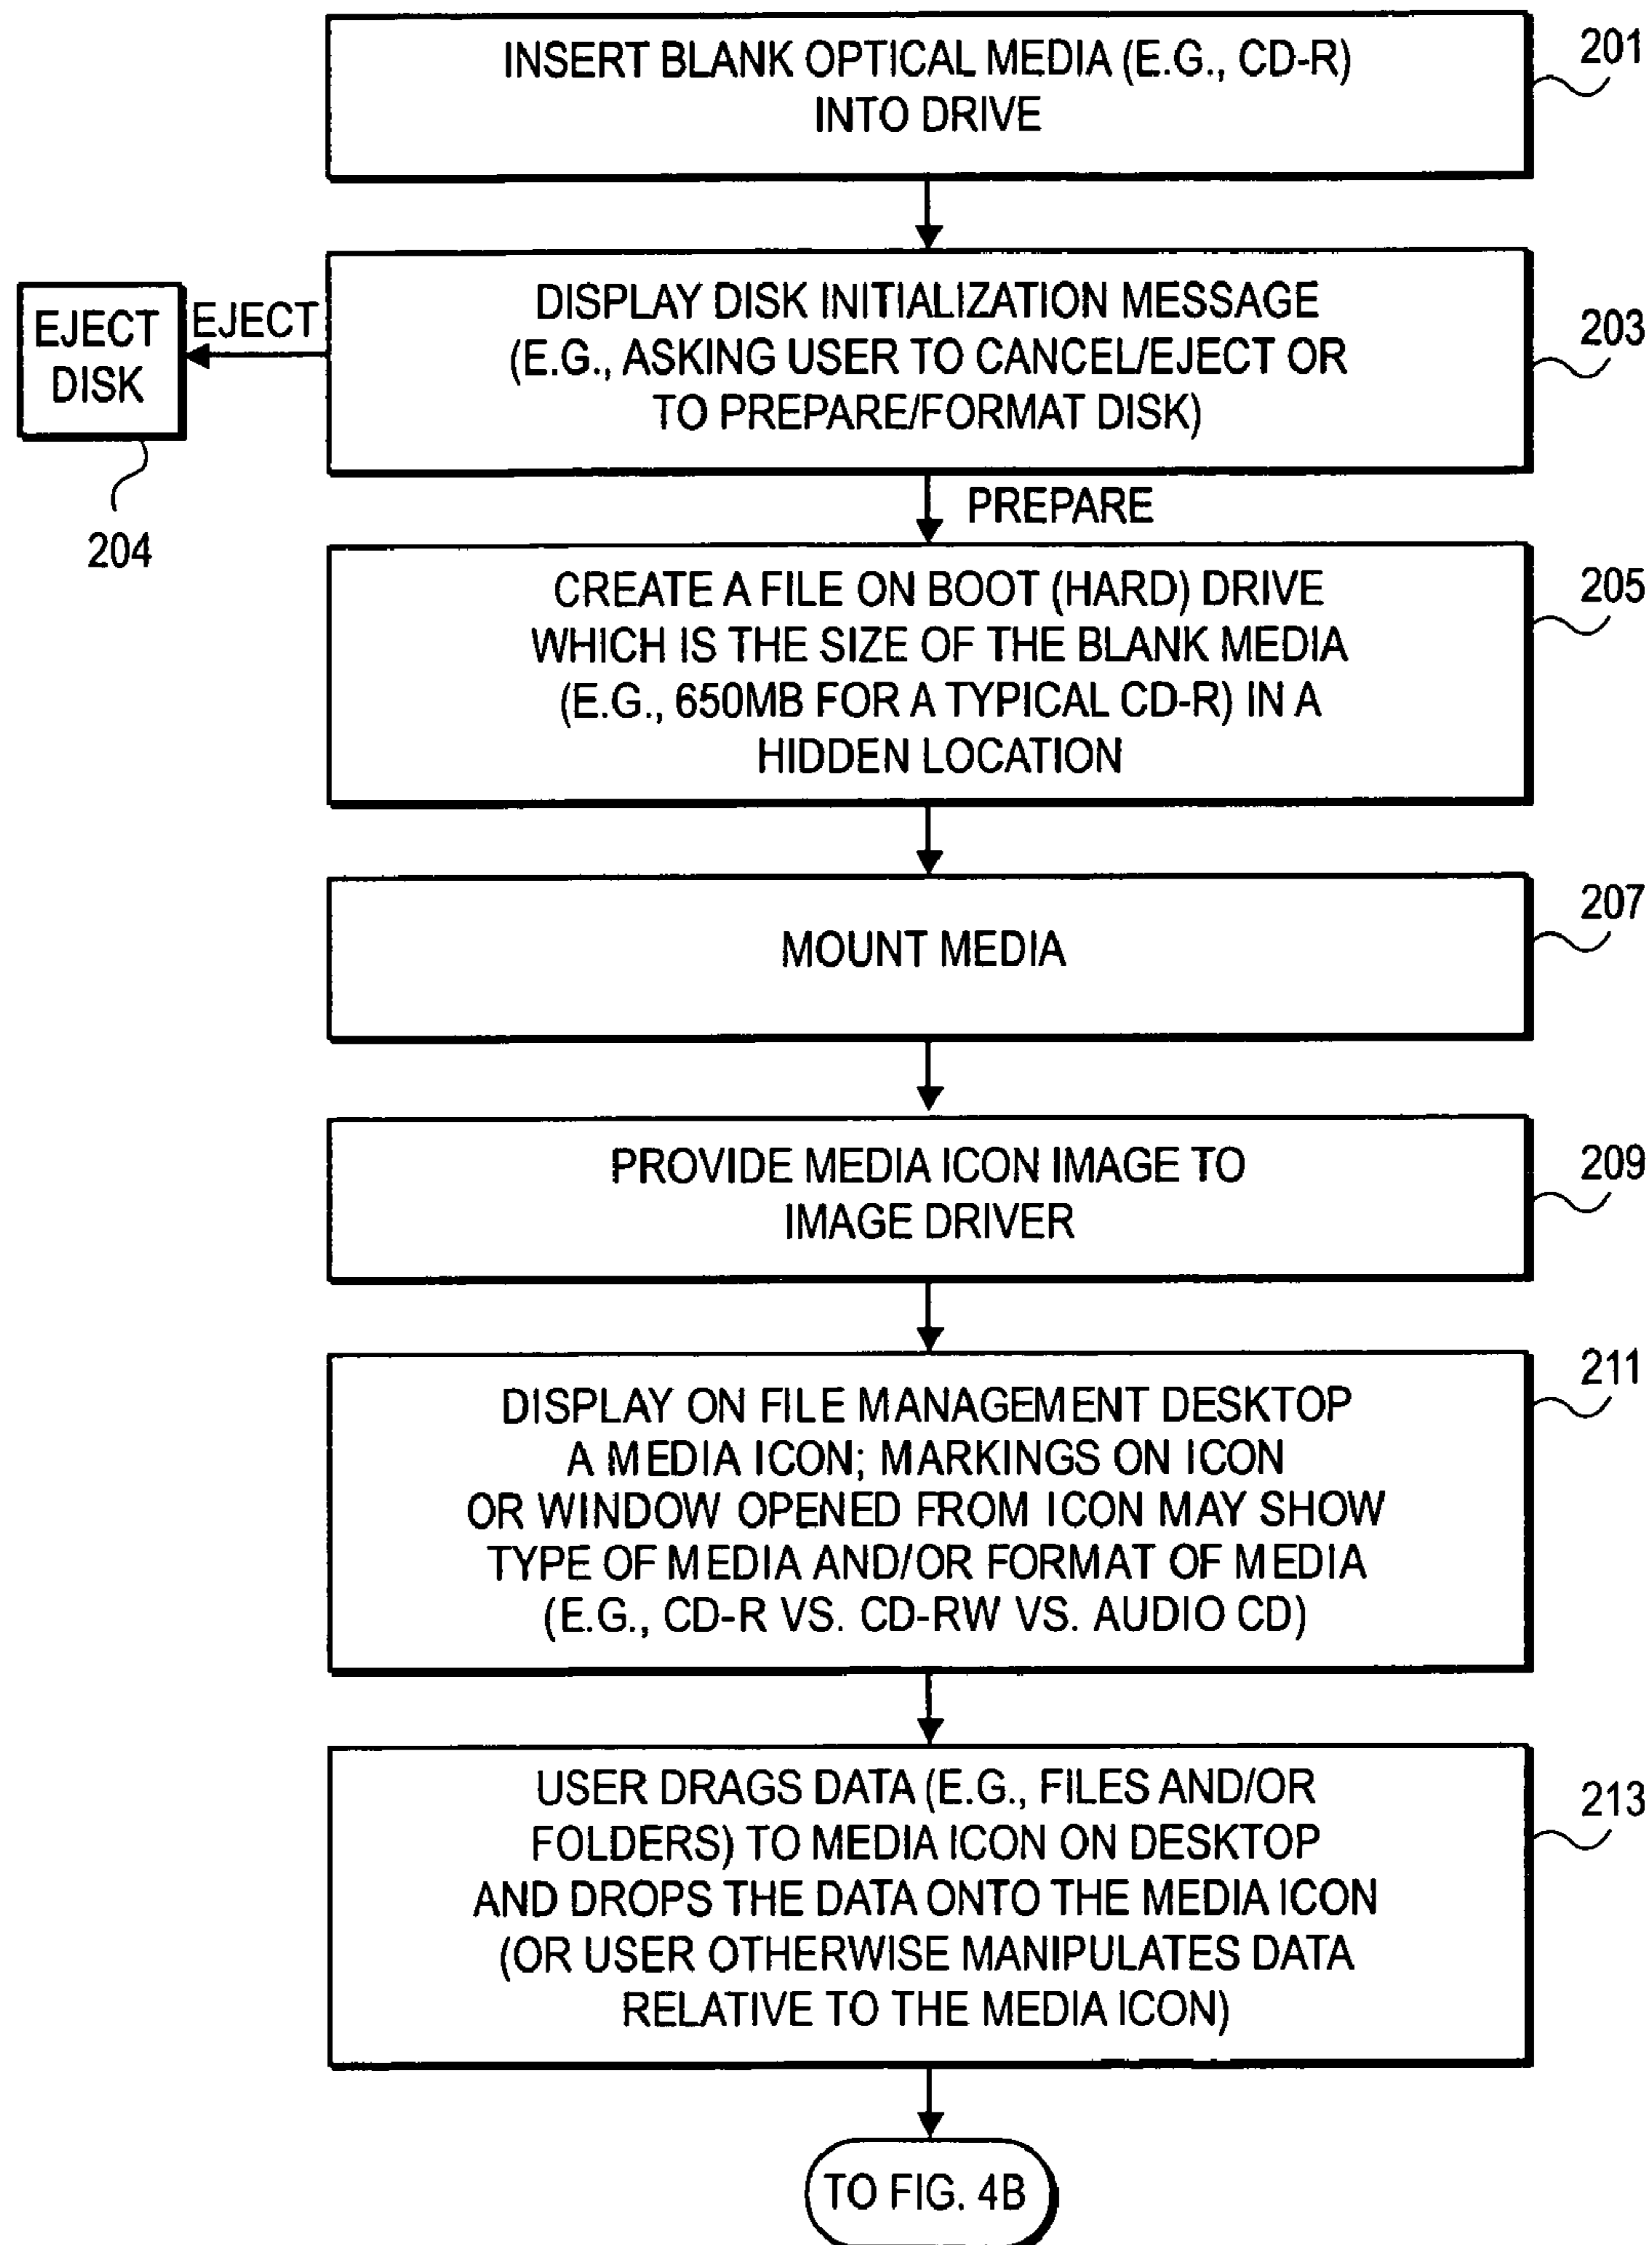 INSERT BLANK OPTICAL MEDIA (E.G., CD-R)
INTO DRIVE
201
DISPLAY DISK INITIALIZATION MESSAGE
(E.G., ASKING USER TO CANCEL/EJECT OR
TO PREPARE/FORMAT DISK)
203
EJECT
EJECT
DISK
204
PREPARE
CREATE A FILE ON BOOT (HARD) DRIVE
WHICH IS THE SIZE OF THE BLANK MEDIA
(E.G., 650MB FOR A TYPICAL CD-R) IN A
HIDDEN LOCATION
205
MOUNT MEDIA
207
PROVIDE MEDIA ICON IMAGE TO
IMAGE DRIVER
209
DISPLAY ON FILE MANAGEMENT DESKTOP
A MEDIA ICON; MARKINGS ON ICON
OR WINDOW OPENED FROM ICON MAY SHOW
TYPE OF MEDIA AND/OR FORMAT OF MEDIA
(E.G., CD-R VS. CD-RW VS. AUDIO CD)
211
USER DRAGS DATA (E.G., FILES AND/OR
FOLDERS) TO MEDIA ICON ON DESKTOP
AND DROPS THE DATA ONTO THE MEDIA ICON
(OR USER OTHERWISE MANIPULATES DATA
RELATIVE TO THE MEDIA ICON)
213
TO FIG. 4B